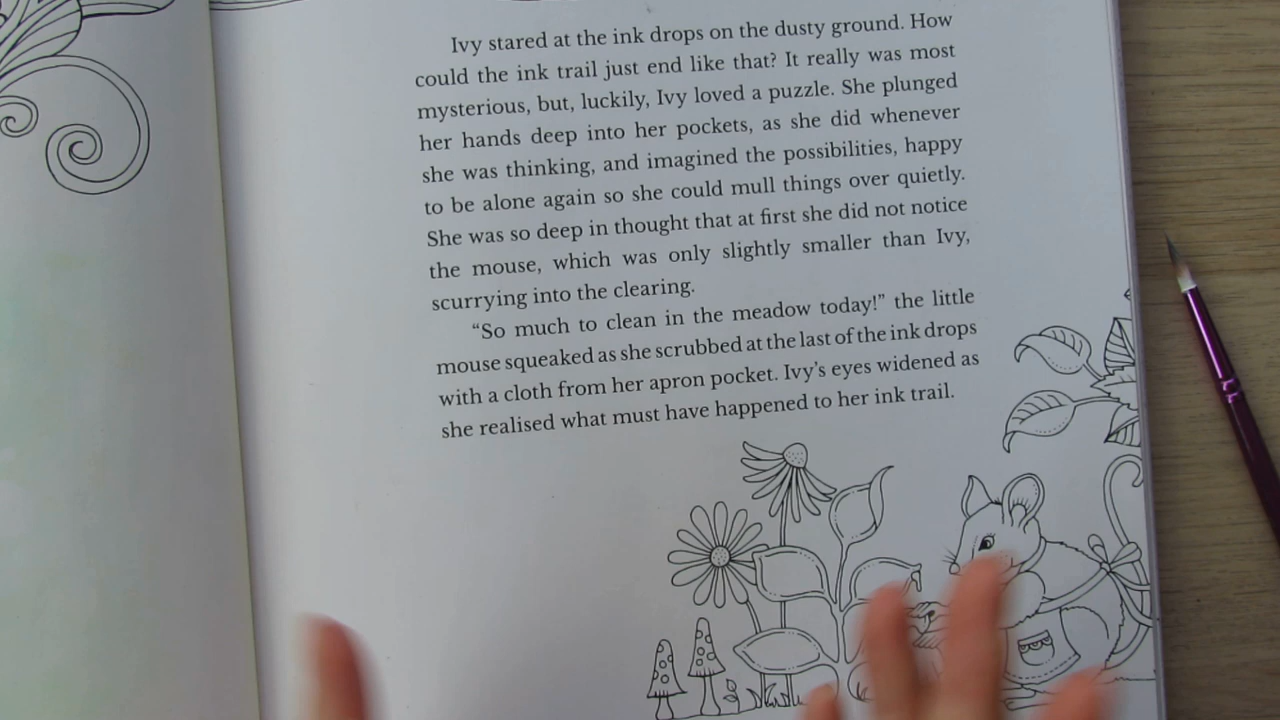 Ivy stared at the ink drops on the dusty ground. How
could the ink trail just end like that? It really was most
mysterious, but, luckily, Ivy loved a puzzle. She plunged
her hands deep into her pockets, as she did whenever
she was thinking, and imagined the possibilities, happy
to be alone again so she could mull things over quietly.
She was so deep in thought that at first she did not notice
the mouse, which was only slightly smaller than Ivy,
scurrying into the clearing.
“So much to clean in the meadow today!” the little
mouse squeaked as she scrubbed at the last of the ink drops
with a cloth from her apron pocket. Ivy’s eyes widened as
she realised what must have happened to her ink trail.